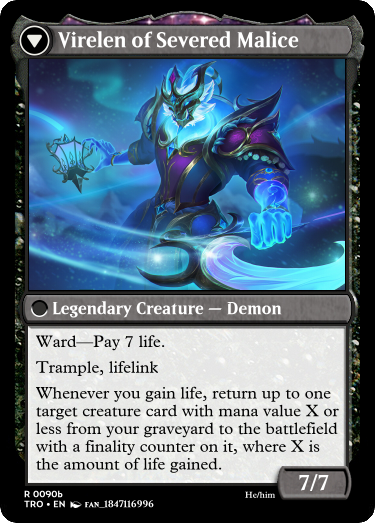 Virelen of Severed Malice
Legendary Creature — Demon
Ward—Pay 7 life.
Trample, lifelink
Whenever you gain life, return up to one
target creature card with mana value X or
less from your graveyard to the battlefield
with a finality counter on it, where X is
the amount of life gained.
7/7
R 0090b
He/him
TRO • EN FAN_1847116996